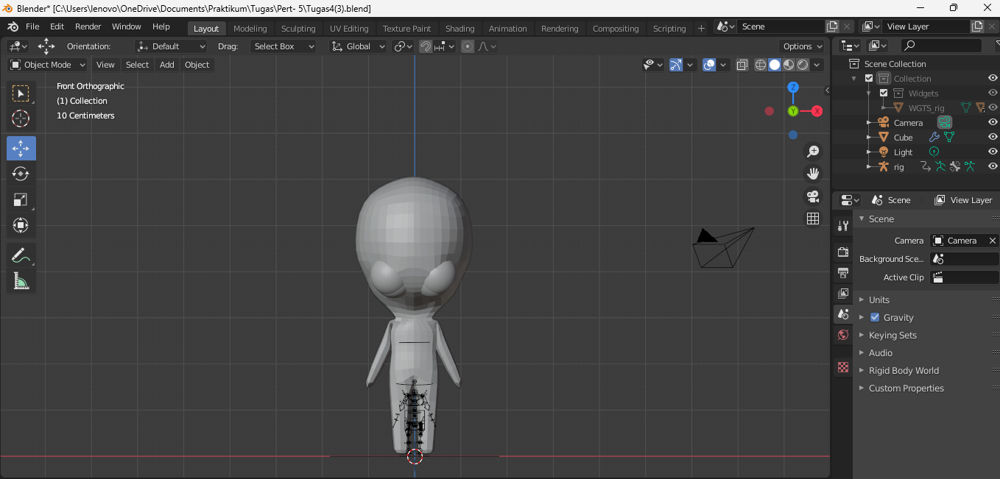 Blender* [C:\Users\lenovo\OneDrive\Documents\Praktikum\Tugas\Pert- 5\Tugas4(3).blend]
File Edit Render Window Help Layout Modeling Sculpting UV Editing Texture Paint Shading Animation Rendering Compositing Scripting + Scene View Layer
Orientation: Default Drag: Select Box Global Options
Object Mode View Select Add Object
Front Orthographic
(1) Collection
10 Centimeters
Z
Y
X
Scene Collection
Collection
Widgets
WGTS_rig
Camera
Cube
Light
rig
Scene View Layer
Scene
Camera Camera
Background Sce...
Active Clip
Units
Gravity
Keying Sets
Audio
Rigid Body World
Custom Properties